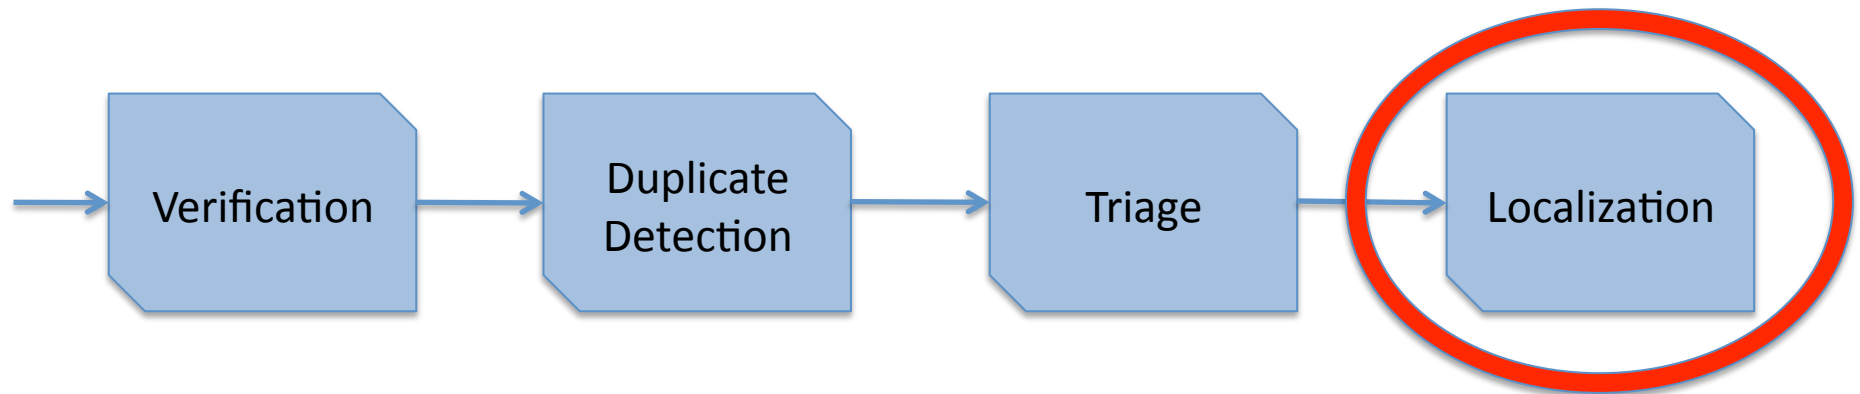 Verification
Duplicate
Detection
Triage
Localization